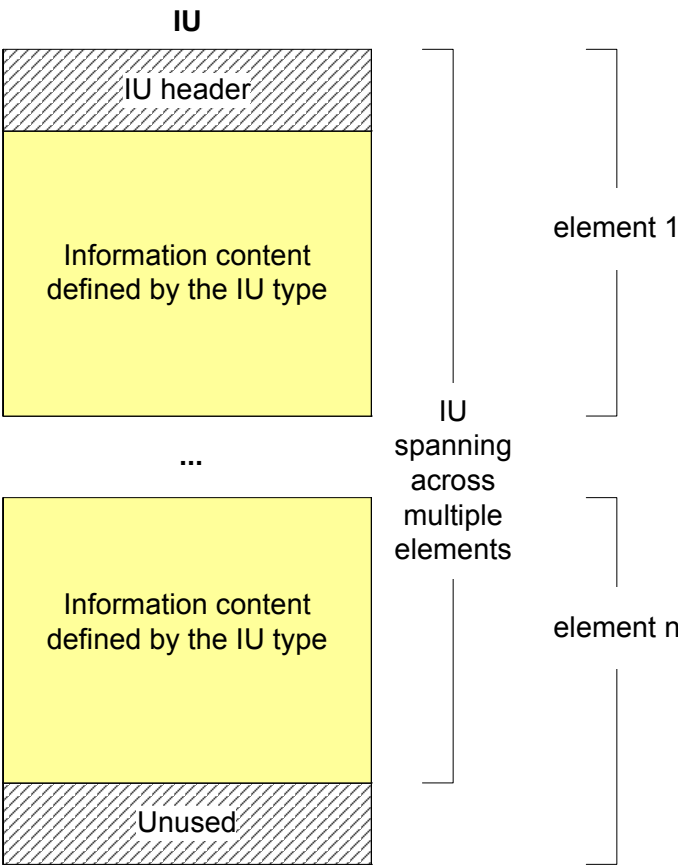 IU
IU header
Information content
defined by the IU type
element 1
...
IU
spanning
across
multiple
elements
Information content
defined by the IU type
element n
Unused